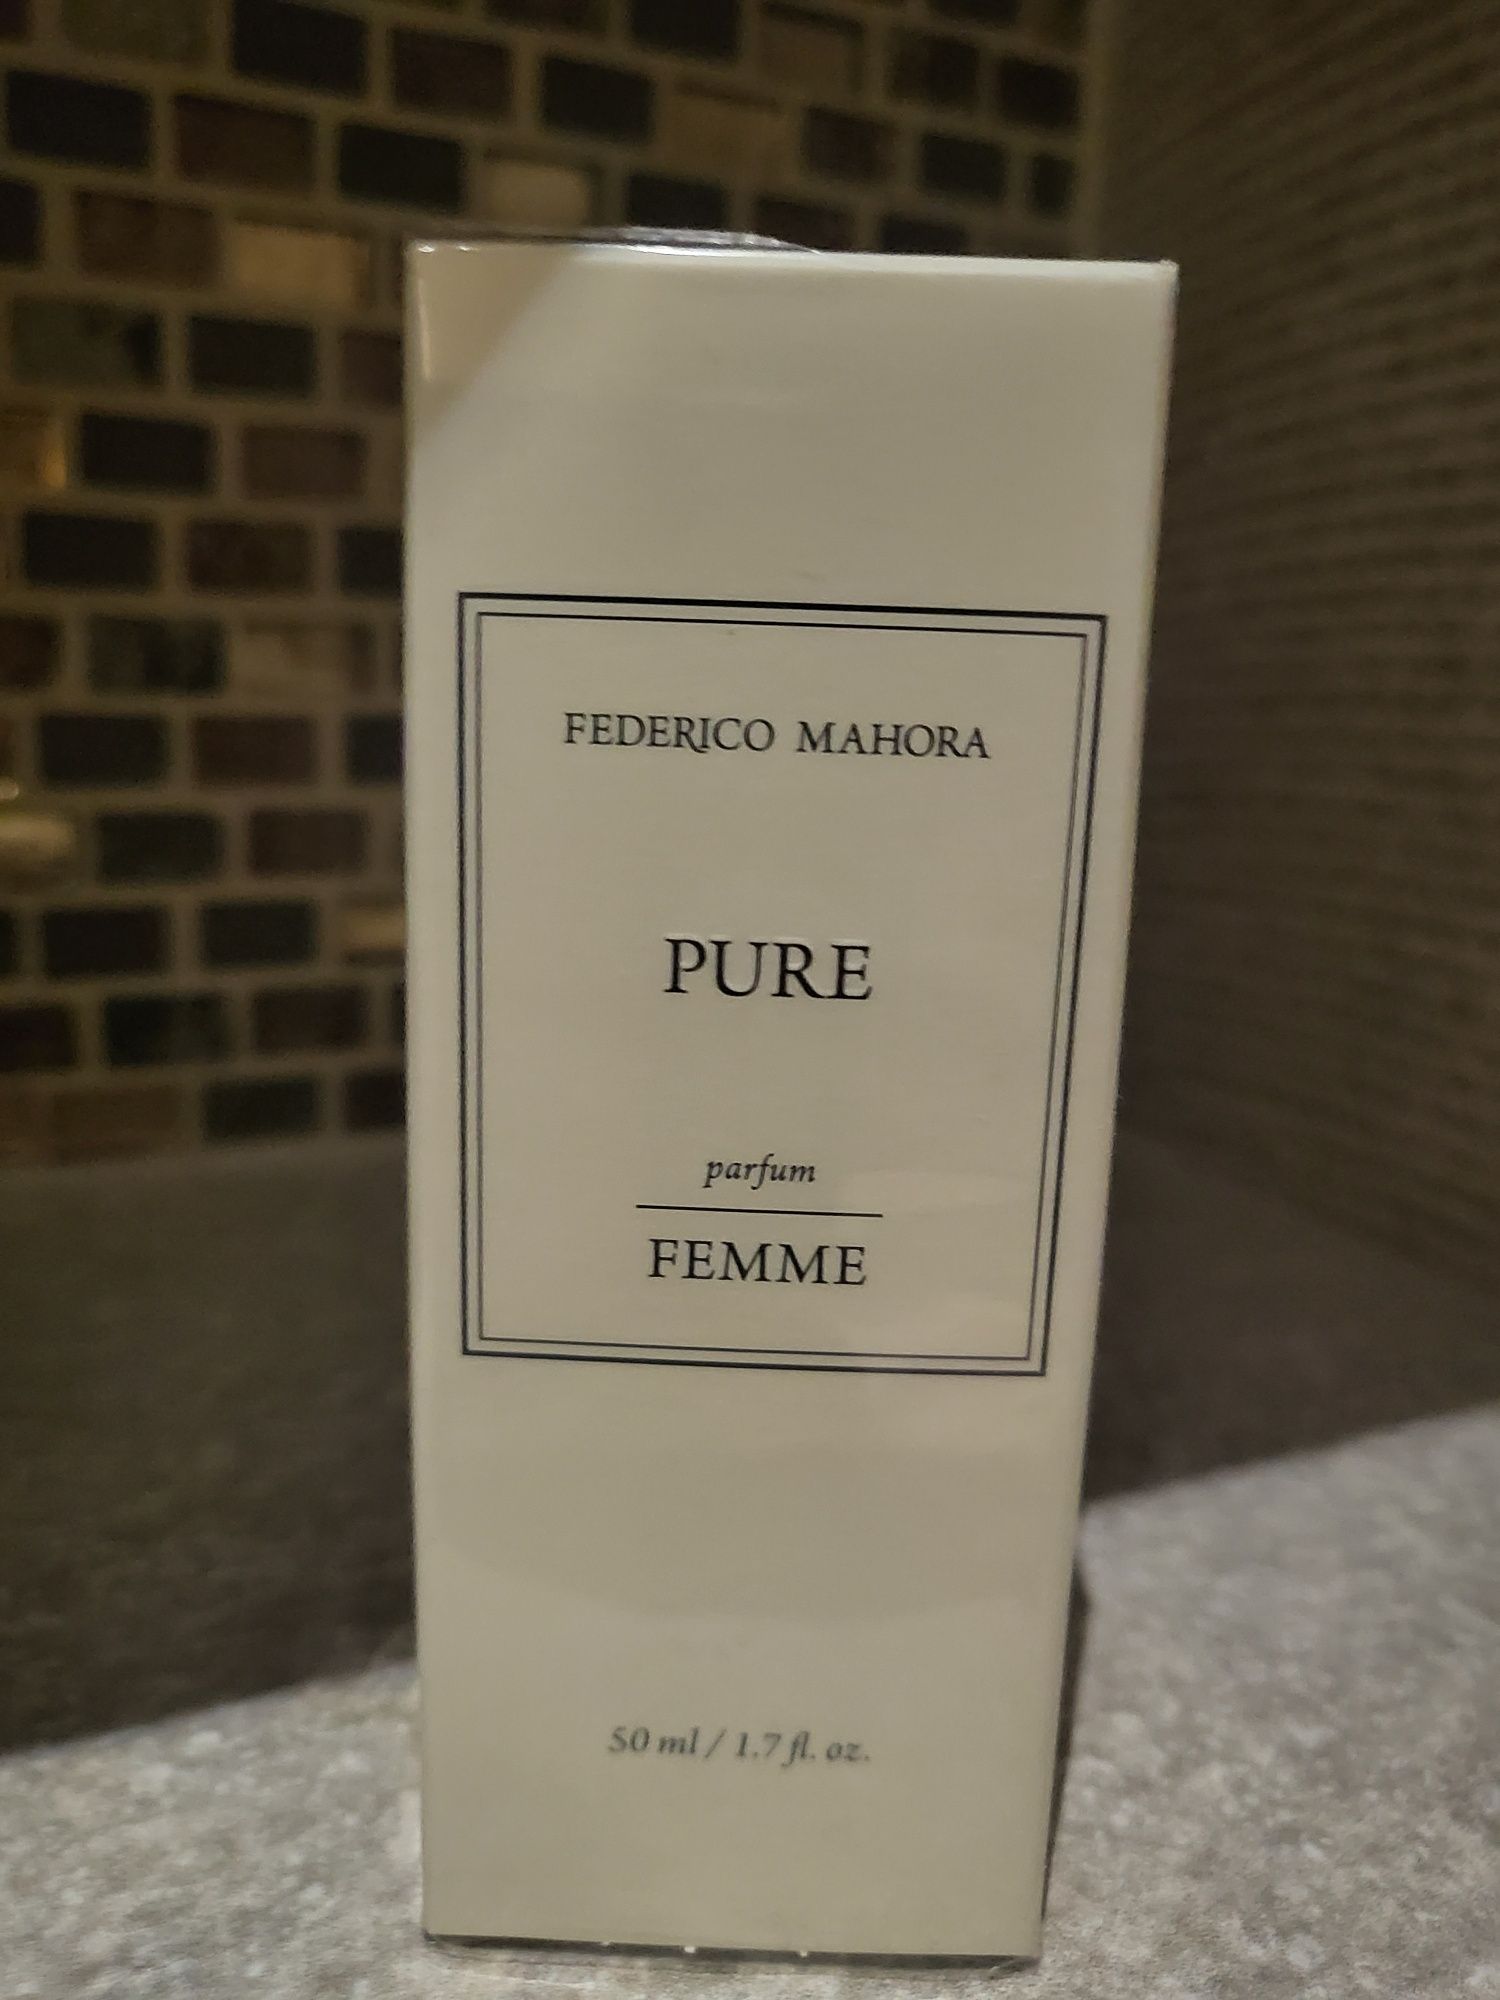 FEDERICO MAHORA
PURE
parfum
FEMME
50 ml / 1.7 fl. oz.